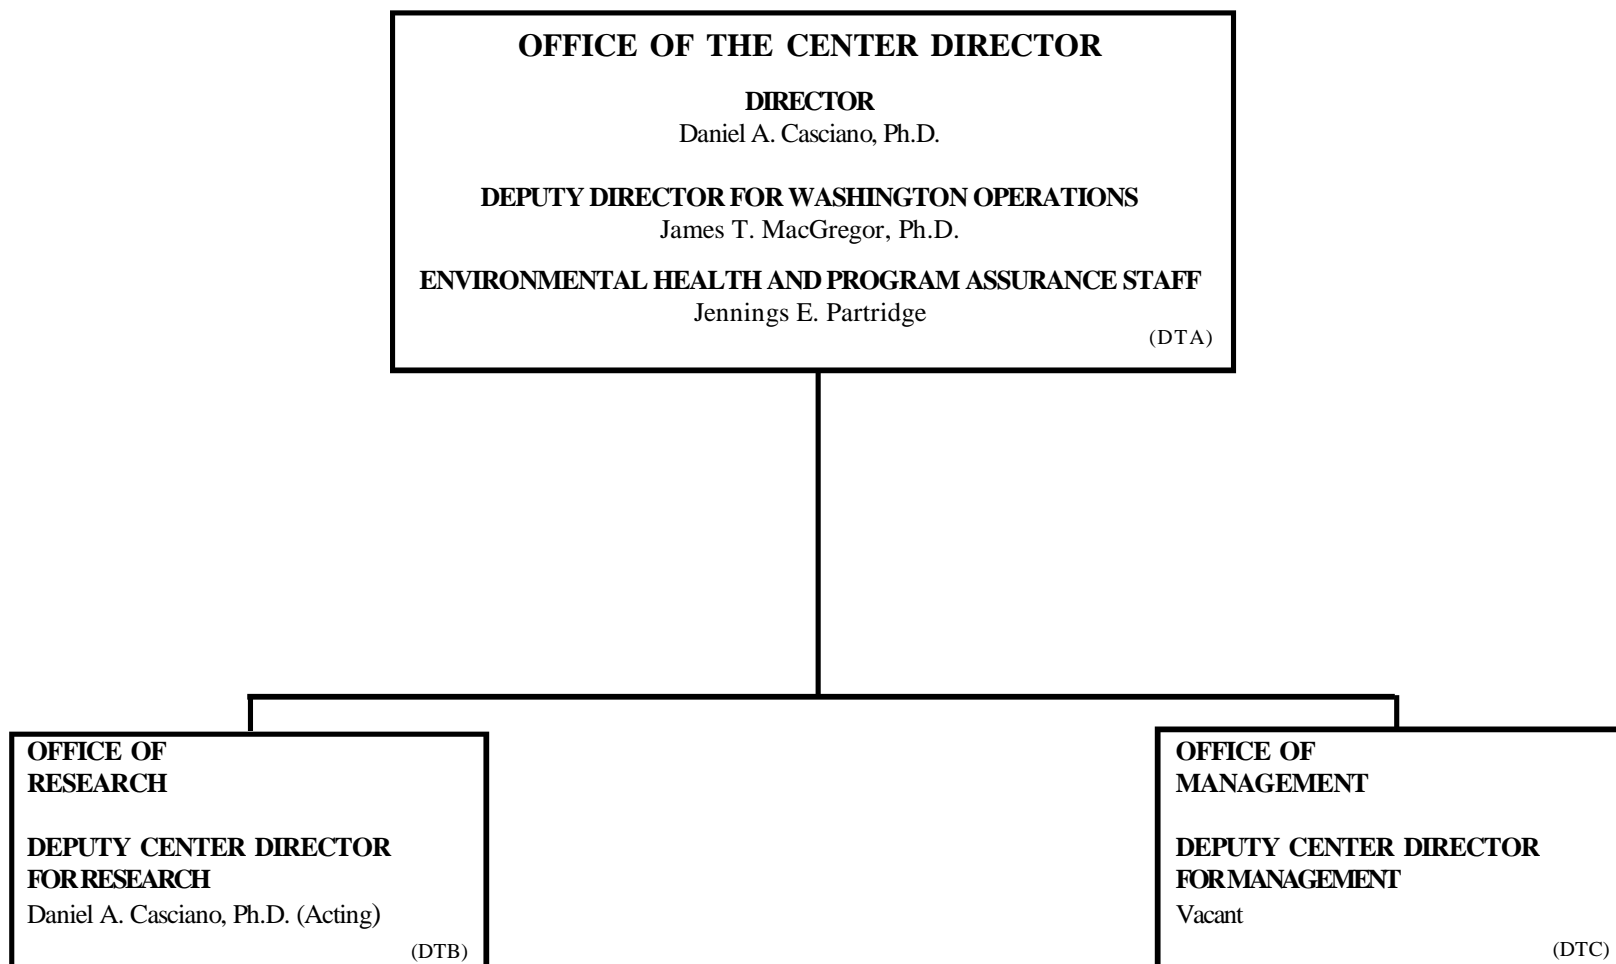 OFFICE OF THE CENTER DIRECTOR
DIRECTOR
Daniel A. Casciano, Ph.D.
DEPUTY DIRECTOR FOR WASHINGTON OPERATIONS
James T. MacGregor, Ph.D.
ENVIRONMENTAL HEALTH AND PROGRAM ASSURANCE STAFF
Jennings E. Partridge
(DTA)
OFFICE OF
RESEARCH
DEPUTY CENTER DIRECTOR
FOR RESEARCH
Daniel A. Casciano, Ph.D. (Acting)
(DTB)
OFFICE OF
MANAGEMENT
DEPUTY CENTER DIRECTOR
FOR MANAGEMENT
Vacant
(DTC)